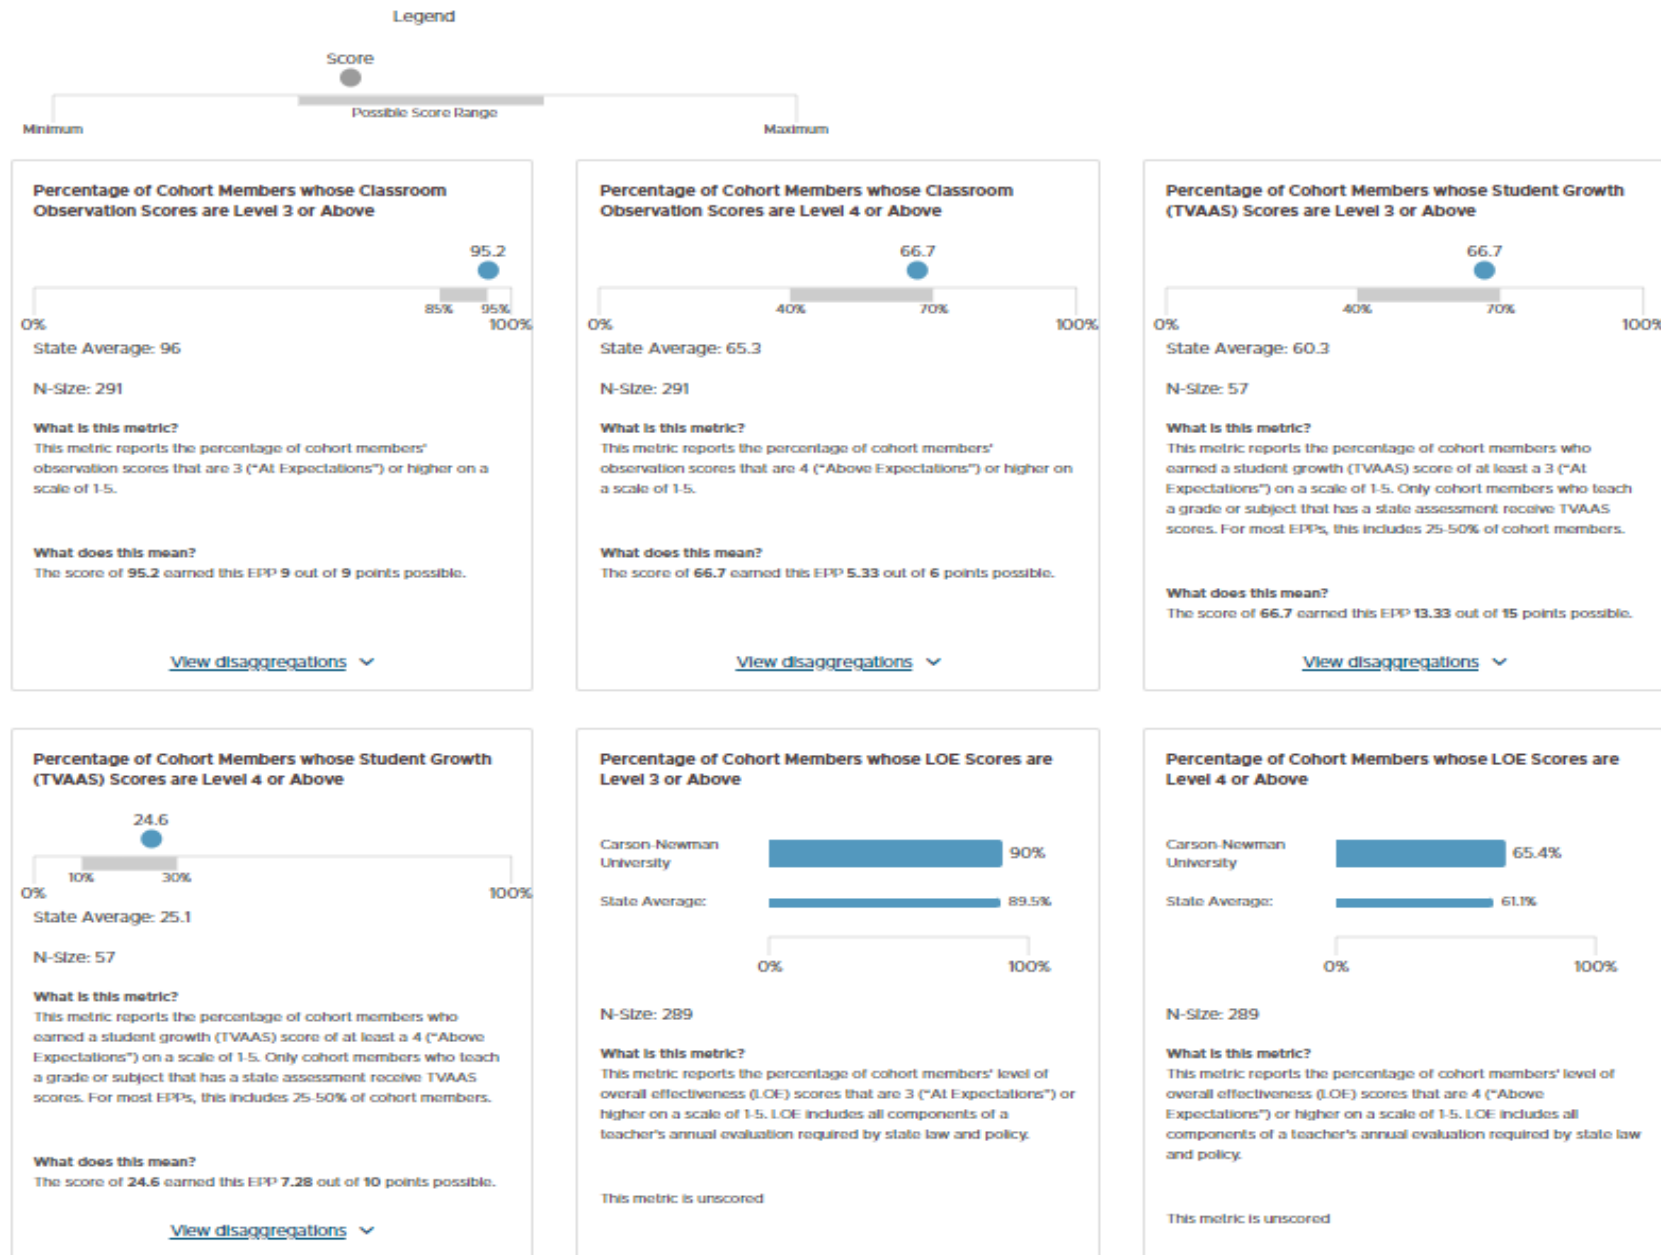 Legend
Score
Possible Score Range
Minimum
Maximum
Percentage of Cohort Members whose Classroom
Observation Scores are Level 3 or Above
95.2
85%
95%
0%
100%
State Average: 96
N-Size: 291
What is this metric?
This metric reports the percentage of cohort members'
observation scores that are 3 (“At Expectations”) or higher on a
scale of 1-5.
What does this mean?
The score of 95.2 earned this EPP 9 out of 9 points possible.
View disaggregations
Percentage of Cohort Members whose Classroom
Observation Scores are Level 4 or Above
66.7
40%
70%
0%
100%
State Average: 65.3
N-Size: 291
What is this metric?
This metric reports the percentage of cohort members'
observation scores that are 4 (“Above Expectations”) or higher on
a scale of 1-5.
What does this mean?
The score of 66.7 earned this EPP 5.33 out of 6 points possible.
View disaggregations
Percentage of Cohort Members whose Student Growth
(TVAAS) Scores are Level 3 or Above
66.7
40%
70%
0%
100%
State Average: 60.3
N-Size: 57
What is this metric?
This metric reports the percentage of cohort members who
earned a student growth (TVAAS) score of at least a 3 (“At
Expectations”) on a scale of 1-5. Only cohort members who teach
a grade or subject that has a state assessment receive TVAAS
scores. For most EPPs, this includes 25-50% of cohort members.
What does this mean?
The score of 66.7 earned this EPP 13.33 out of 15 points possible.
View disaggregations
Percentage of Cohort Members whose Student Growth
(TVAAS) Scores are Level 4 or Above
24.6
10%
30%
0%
100%
State Average: 25.1
N-Size: 57
What is this metric?
This metric reports the percentage of cohort members who
earned a student growth (TVAAS) score of at least a 4 (“Above
Expectations”) on a scale of 1-5. Only cohort members who teach
a grade or subject that has a state assessment receive TVAAS
scores. For most EPPs, this includes 25-50% of cohort members.
What does this mean?
The score of 24.6 earned this EPP 7.28 out of 10 points possible.
View disaggregations
Percentage of Cohort Members whose LOE Scores are
Level 3 or Above
Carson-Newman
University
90%
State Average:
89.5%
0%
100%
N-Size: 289
What is this metric?
This metric reports the percentage of cohort members' level of
overall effectiveness (LOE) scores that are 3 (“At Expectations”) or
higher on a scale of 1-5. LOE includes all components of a
teacher's annual evaluation required by state law and policy.
This metric is unscored
Percentage of Cohort Members whose LOE Scores are
Level 4 or Above
Carson-Newman
University
65.4%
State Average:
61.1%
0%
100%
N-Size: 289
What is this metric?
This metric reports the percentage of cohort members' level of
overall effectiveness (LOE) scores that are 4 (“Above
Expectations”) or higher on a scale of 1-5. LOE includes all
components of a teacher's annual evaluation required by state law
and policy.
This metric is unscored